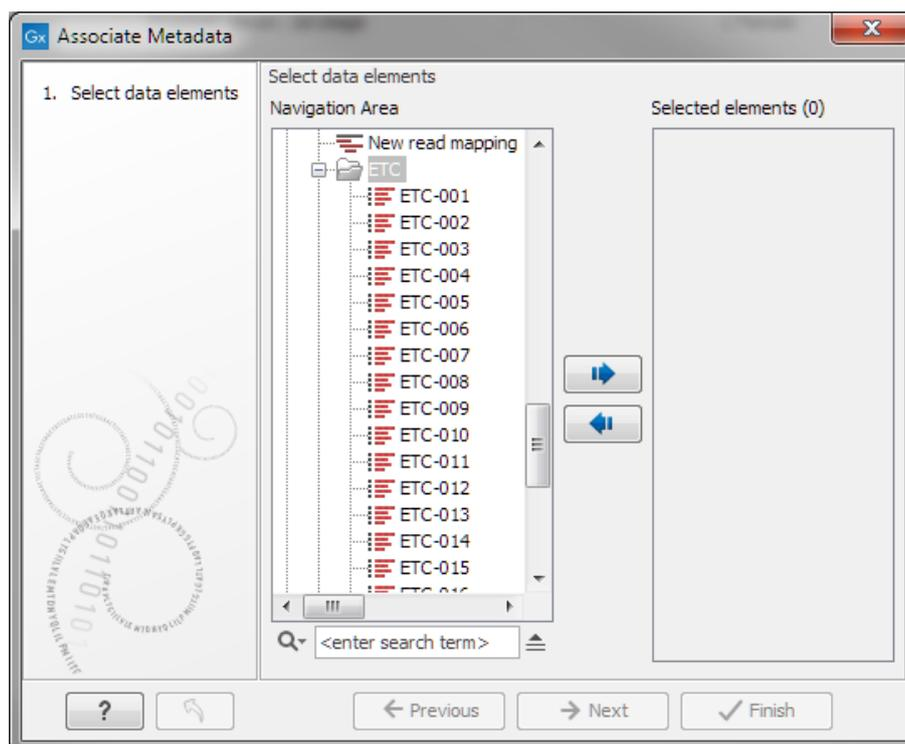 Gx Associate Metadata
1. Select data elements
Select data elements
Navigation Area
New read mapping
ETC
ETC-001
ETC-002
ETC-003
ETC-004
ETC-005
ETC-006
ETC-007
ETC-008
ETC-009
ETC-010
ETC-011
ETC-012
ETC-013
ETC-014
ETC-015
<enter search term>
Selected elements (0)
?
Previous
Next
Finish